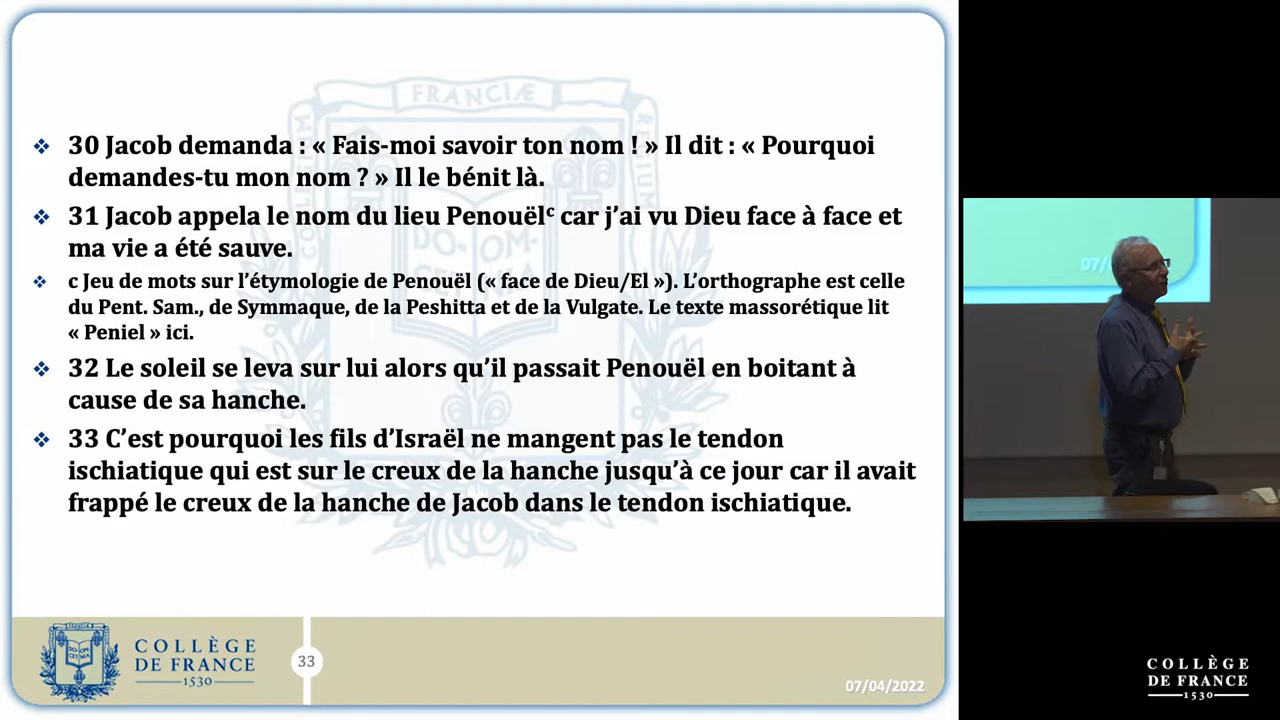 FRANCIÆ
❖ 30 Jacob demanda : « Fais-moi savoir ton nom ! » Il dit : « Pourquoi
demandes-tu mon nom ? » Il le bénit là.
❖ 31 Jacob appela le nom du lieu Penouëlᶜ car j’ai vu Dieu face à face et
ma vie a été sauve.
❖ c Jeu de mots sur l’étymologie de Penouël (« face de Dieu/El »). L’orthographe est celle
du Pent. Sam., de Symmaque, de la Peshitta et de la Vulgate. Le texte massorétique lit
« Peniel » ici.
❖ 32 Le soleil se leva sur lui alors qu’il passait Penouël en boitant à
cause de sa hanche.
❖ 33 C’est pourquoi les fils d’Israël ne mangent pas le tendon
ischiatique qui est sur le creux de la hanche jusqu’à ce jour car il avait
frappé le creux de la hanche de Jacob dans le tendon ischiatique.
COLLÈGE
DE FRANCE
1530
33
07/04/2022
07/0
COLLÈGE
DE FRANCE
1530